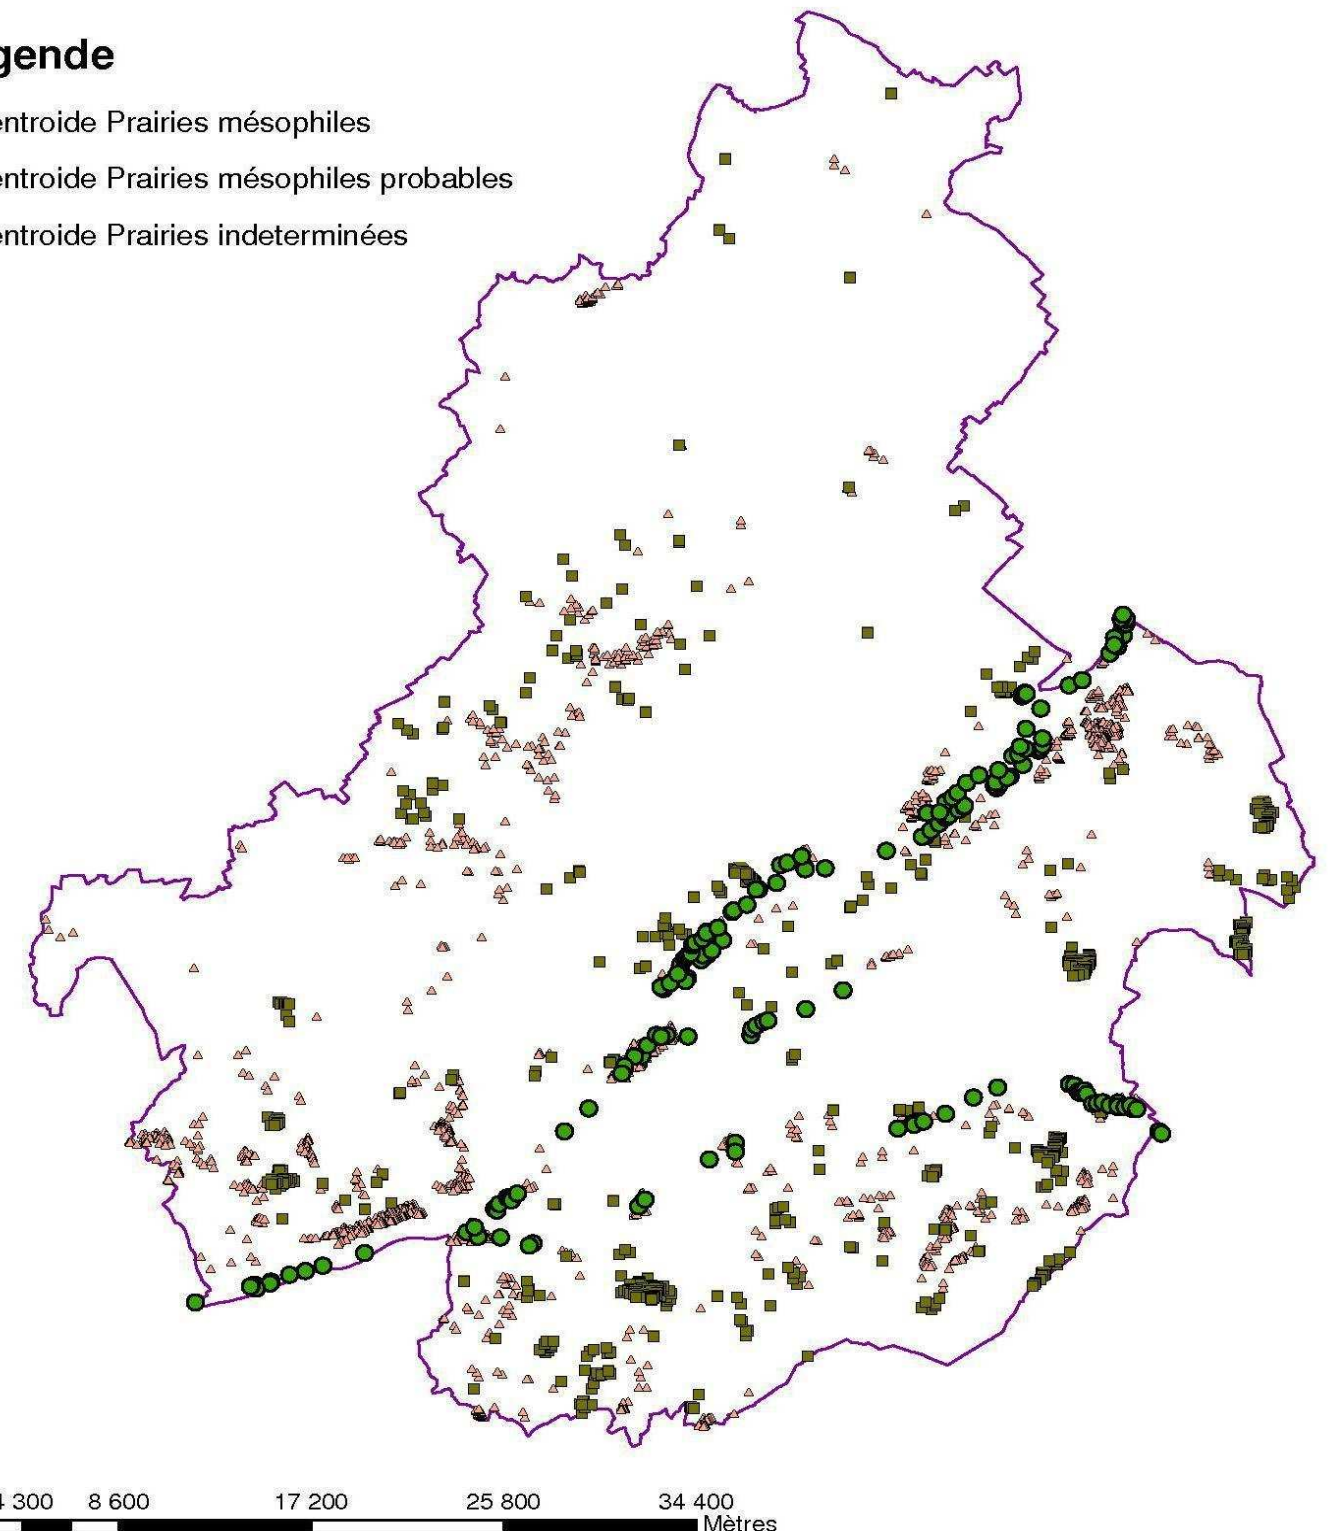 gende
entroide Prairies mésophiles
entroide Prairies mésophiles probables
entroide Prairies indeterminées
4 300 8 600 17 200 25 800 34 400
Mètres